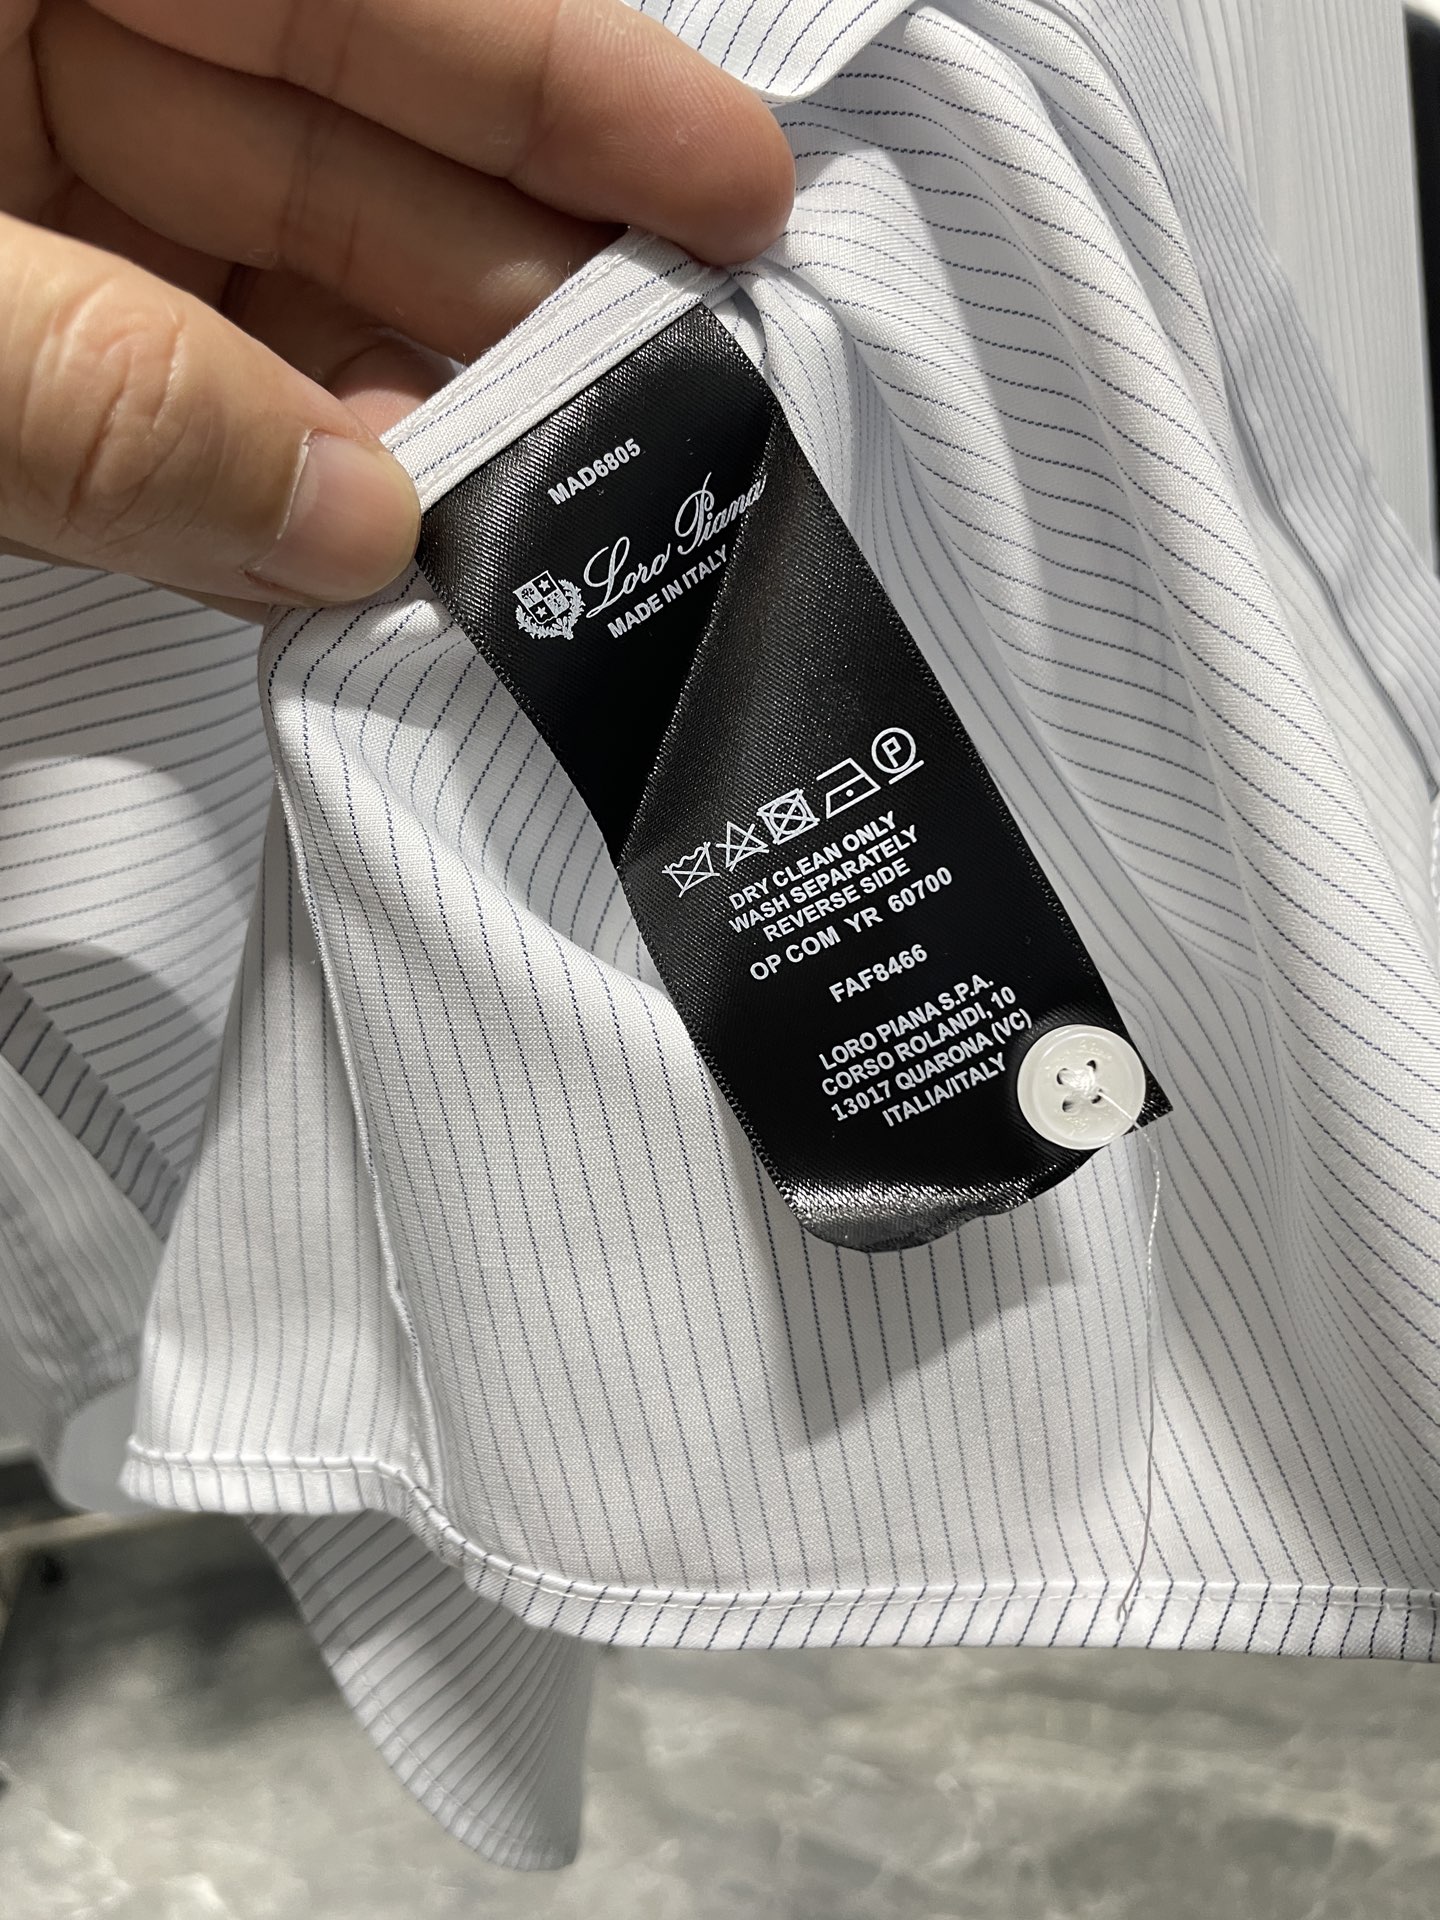 MAD6805
Loro Piana
MADE IN ITALY
P
DRY CLEAN ONLY
WASH SEPARATELY
REVERSE SIDE
OP COM YR 60700
FAF8466
LORO PIANA S.P.A.
CORSO ROLANDI, 10
13017 QUARONA (VC)
ITALIA/ITALY